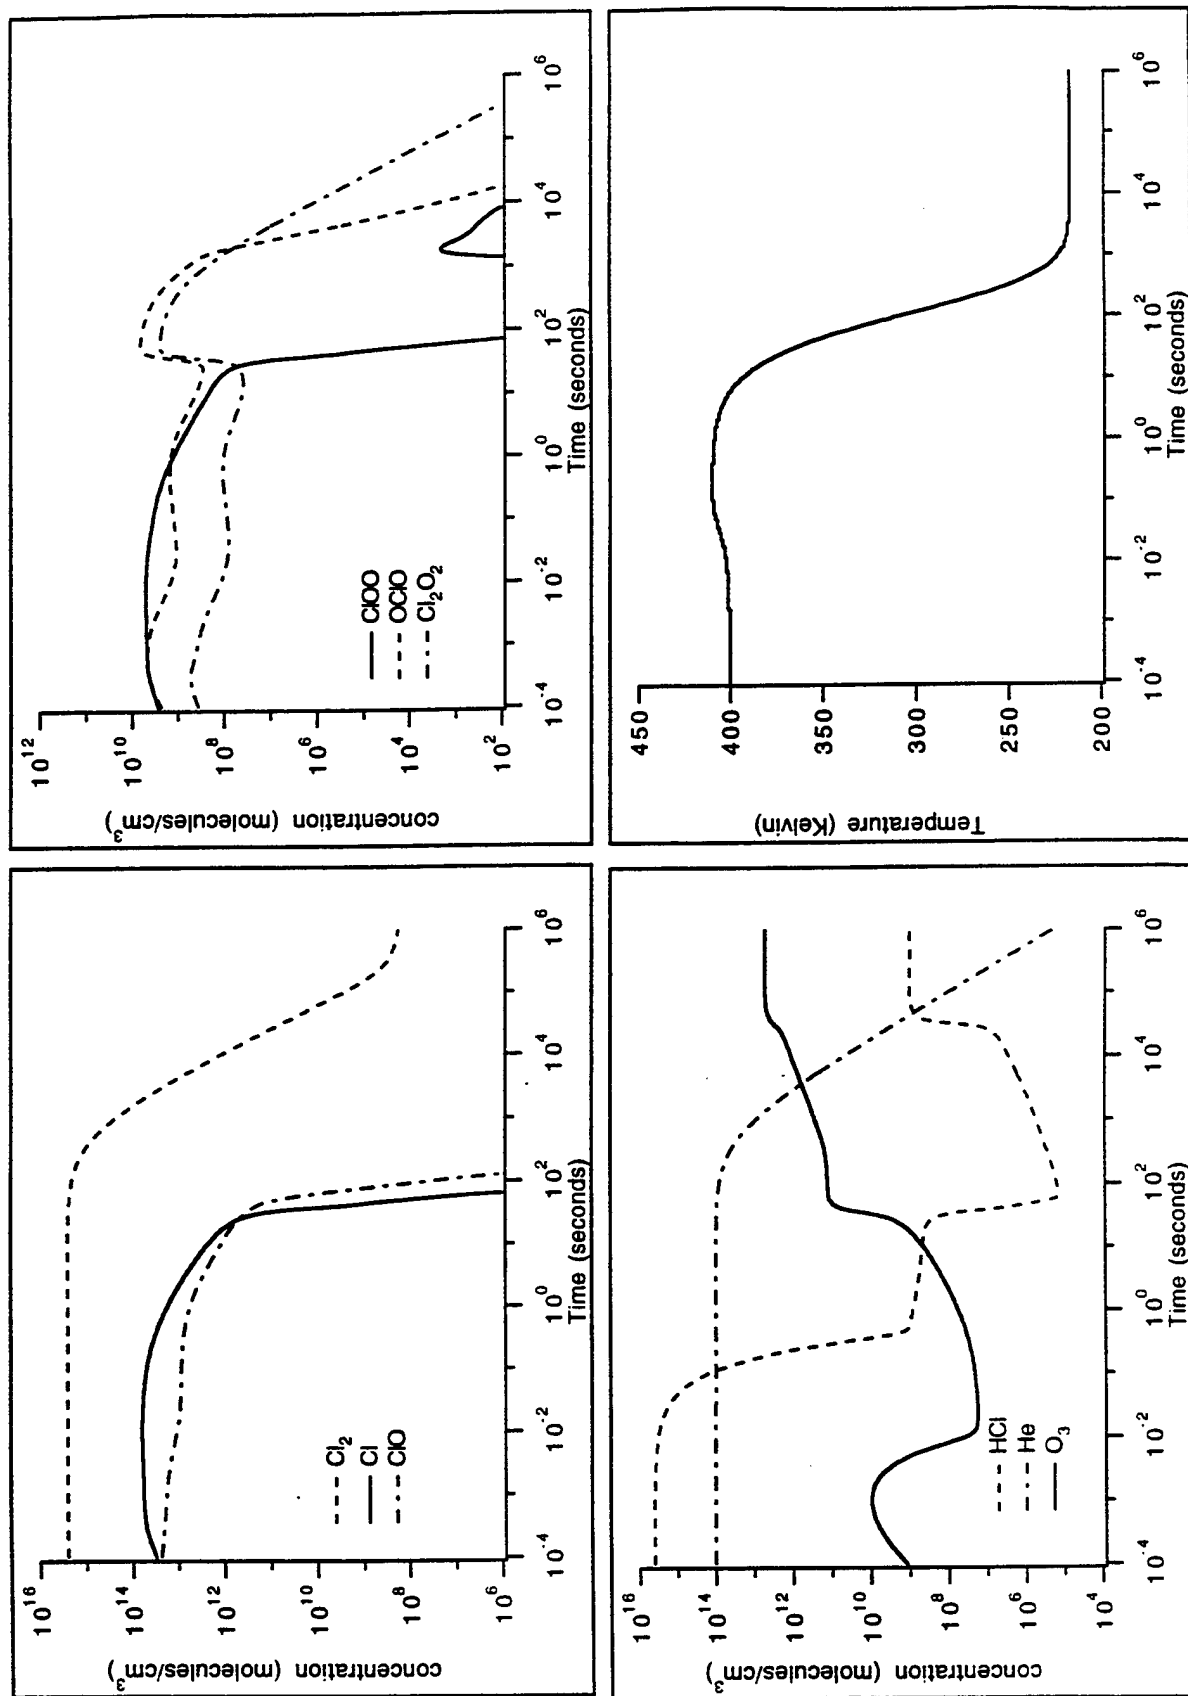 concentration (molecules/cm³)
10¹⁶
10¹⁴
10¹²
10¹⁰
10⁸
10⁶
Cl₂
Cl
ClO
10⁻⁴ 10⁻² 10⁰ 10² 10⁴ 10⁶
Time (seconds)
concentration (molecules/cm³)
10¹²
10¹⁰
10⁸
10⁶
10⁴
10²
ClOO
OClO
Cl₂O₂
10⁻⁴ 10⁻² 10⁰ 10² 10⁴ 10⁶
Time (seconds)
concentration (molecules/cm³)
10¹⁶
10¹⁴
10¹²
10¹⁰
10⁸
10⁶
10⁴
HCl
He
O₃
10⁻⁴ 10⁻² 10⁰ 10² 10⁴ 10⁶
Time (seconds)
Temperature (Kelvin)
450
400
350
300
250
200
10⁻⁴ 10⁻² 10⁰ 10² 10⁴ 10⁶
Time (seconds)